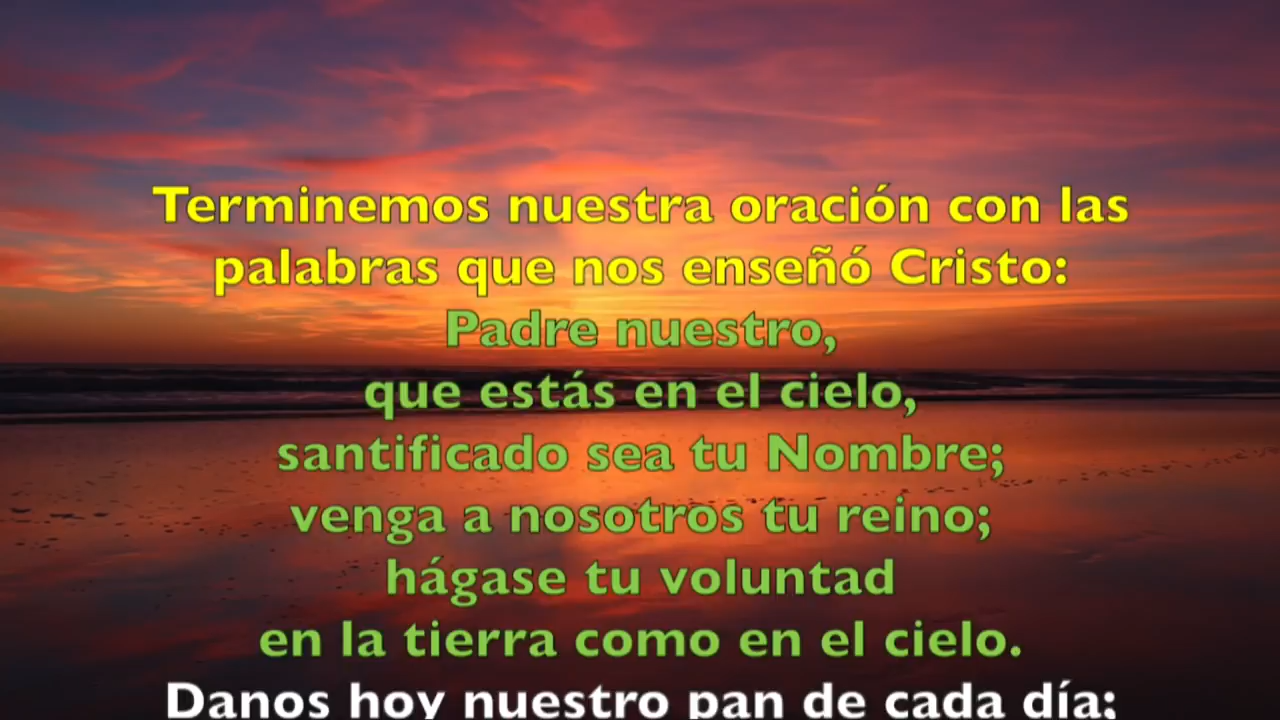 Terminemos nuestra oración con las
palabras que nos enseñó Cristo:
Padre nuestro,
que estás en el cielo,
santificado sea tu Nombre;
venga a nosotros tu reino;
hágase tu voluntad
en la tierra como en el cielo.
Danos hoy nuestro pan de cada día;